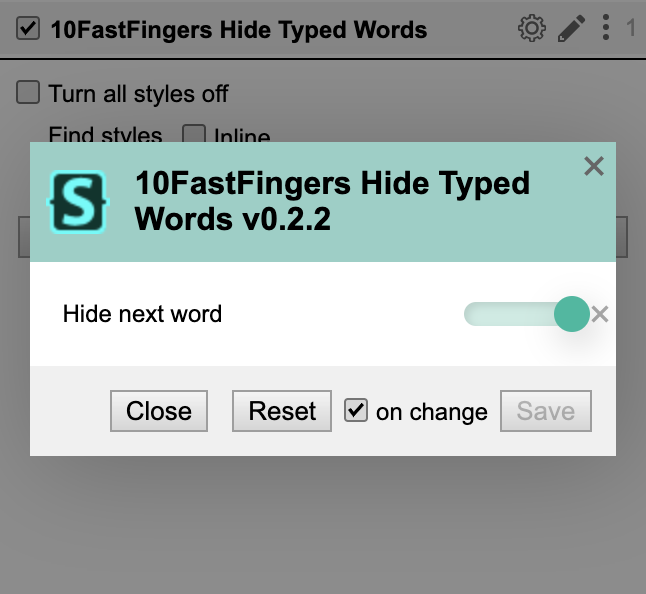 10FastFingers Hide Typed Words
1
Turn all styles off
Find styles
Inline
S
10FastFingers Hide Typed
Words v0.2.2
Hide next word
Close
Reset
on change
Save